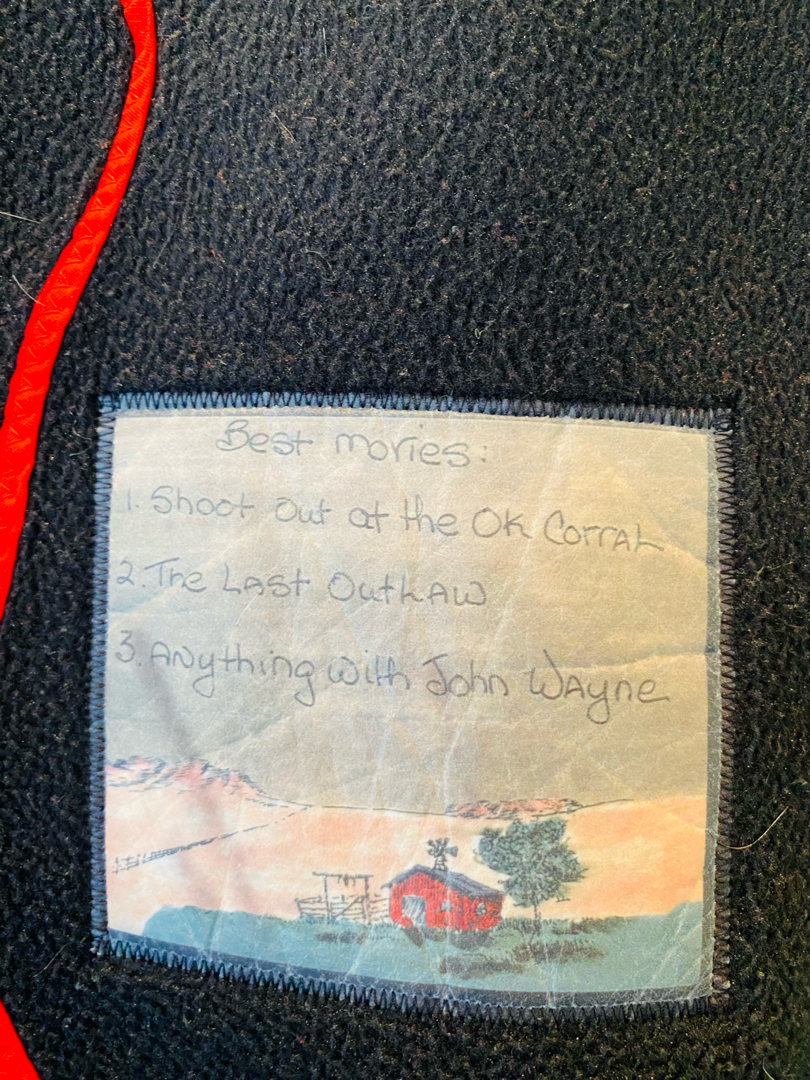 Best movies:
1. Shoot Out at the OK Corral
2. The Last Outlaw
3. Anything with John Wayne